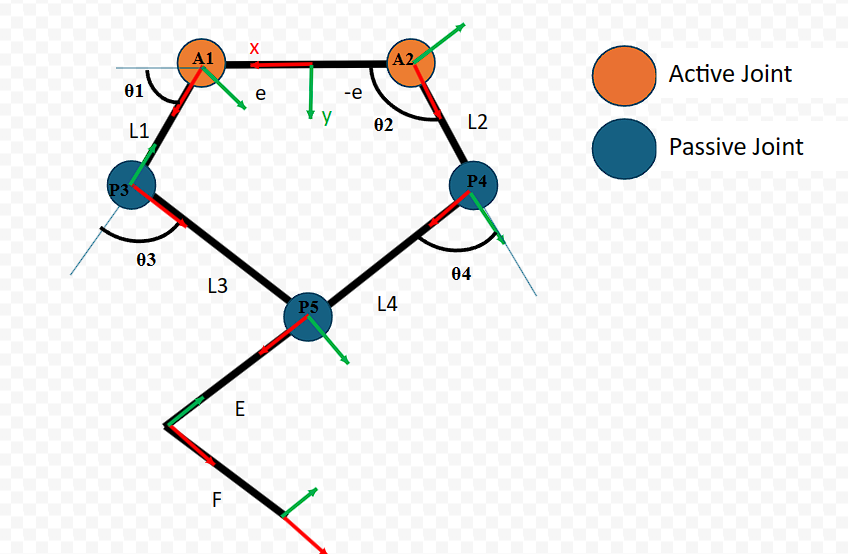 x
A1
A2
Active Joint
e
-e
θ1
y
θ2
L1
L2
Passive Joint
P3
P4
θ3
θ4
L3
L4
P5
E
F